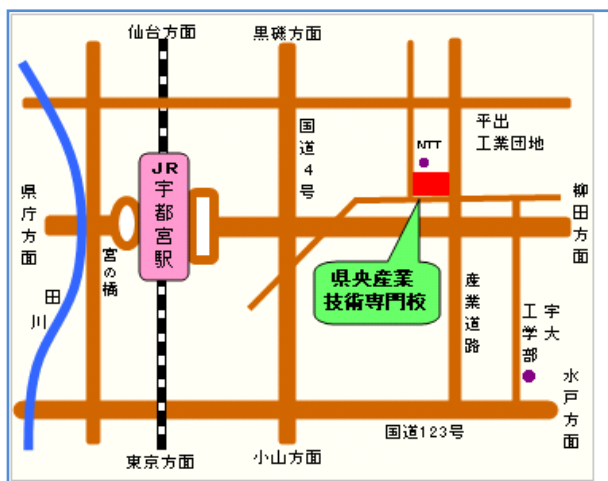 仙台方面
黒磯方面
国道4号
NTT
平出
工業団地
県庁方面
JR
宇都宮駅
柳田方面
宮の橋
田川
県央産業
技術専門校
産業道路
宇大
工学部
水戸方面
国道123号
東京方面
小山方面